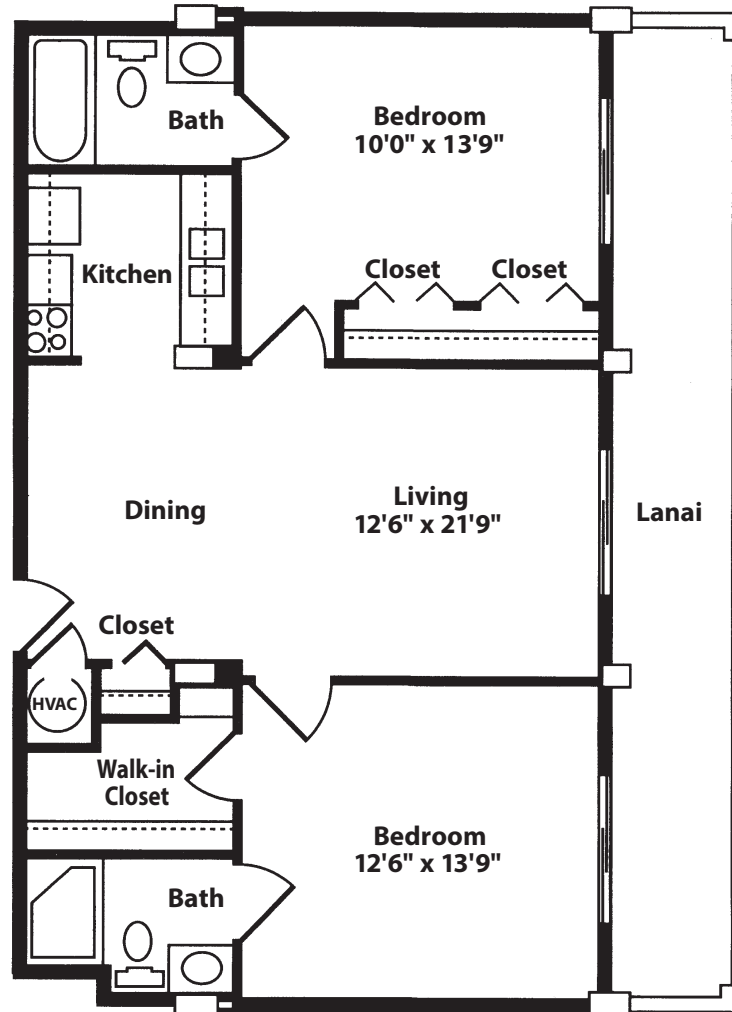 Bath
Bedroom
10'0" x 13'9"
Kitchen
Closet
Closet
Dining
Living
12'6" x 21'9"
Lanai
Closet
HVAC
Walk-in
Closet
Bedroom
12'6" x 13'9"
Bath